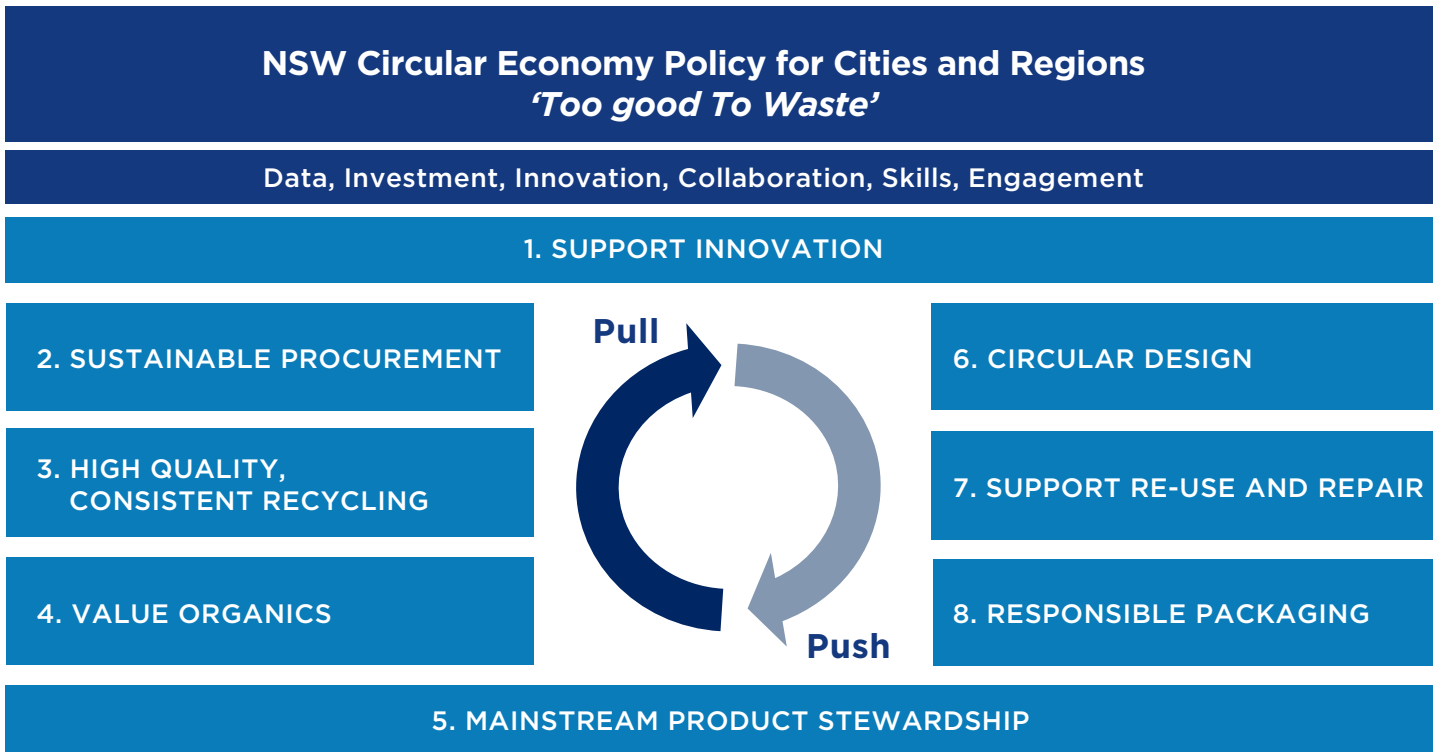 NSW Circular Economy Policy for Cities and Regions
‘Too good To Waste’
Data, Investment, Innovation, Collaboration, Skills, Engagement
1. SUPPORT INNOVATION
2. SUSTAINABLE PROCUREMENT
3. HIGH QUALITY,
CONSISTENT RECYCLING
4. VALUE ORGANICS
Pull
Push
6. CIRCULAR DESIGN
7. SUPPORT RE-USE AND REPAIR
8. RESPONSIBLE PACKAGING
5. MAINSTREAM PRODUCT STEWARDSHIP